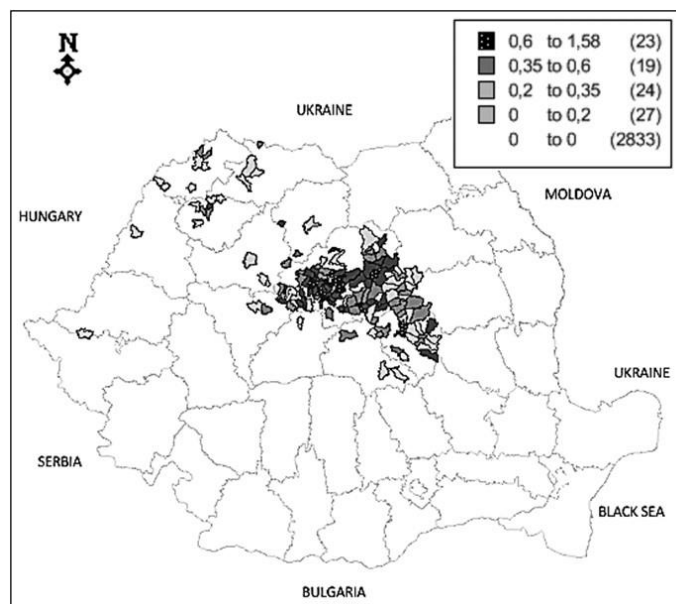 N
0,6 to 1,58 (23)
0,35 to 0,6 (19)
0,2 to 0,35 (24)
0 to 0,2 (27)
0 to 0 (2833)
UKRAINE
MOLDOVA
HUNGARY
UKRAINE
SERBIA
BLACK SEA
BULGARIA